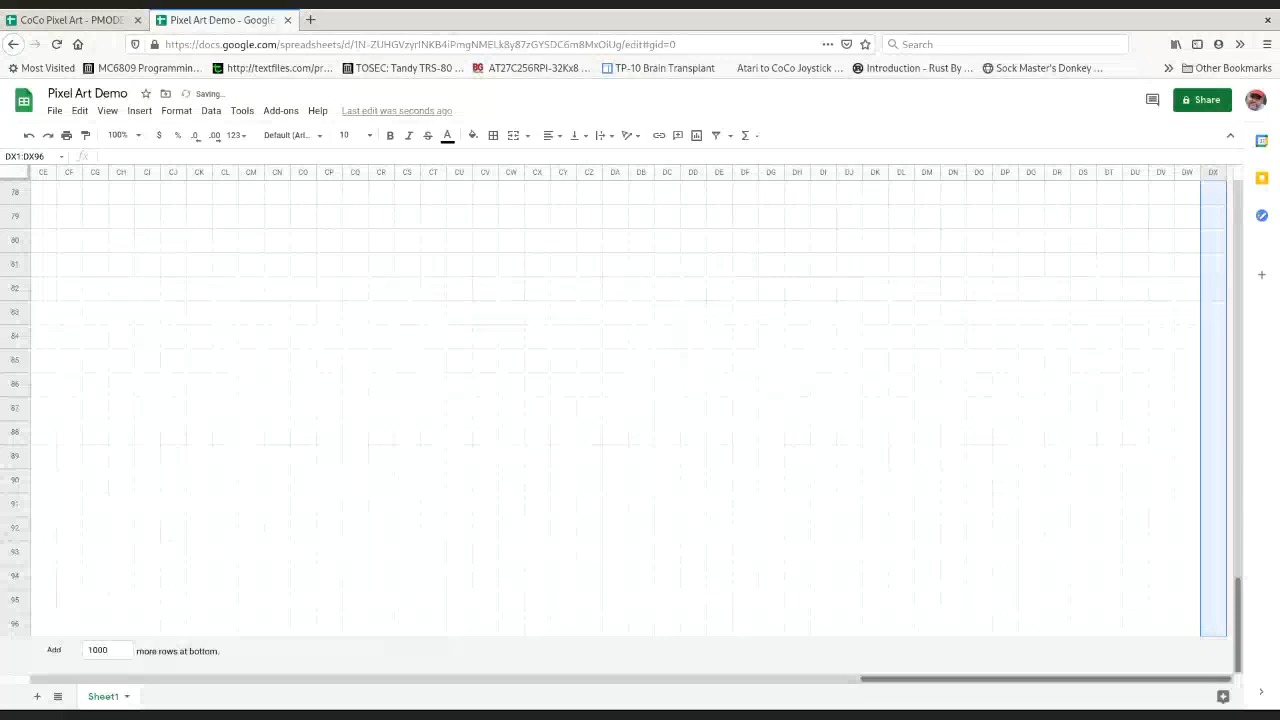 CoCo Pixel Art - PMODE
Pixel Art Demo - Google
https://docs.google.com/spreadsheets/d/1N-ZUHGVzyrINKB4iPmgNMELk8y87zGYSDC6m8MxOiUg/edit#gid=0
Search
Most Visited
MC6809 Programmin...
http://textfiles.com/pr...
TOSEC: Tandy TRS-80 ...
AT27C256RPI-32Kx8 ...
TP-10 Brain Transplant
Atari to CoCo Joystick ...
Introduction - Rust By ...
Sock Master's Donkey ...
Other Bookmarks
Pixel Art Demo
Saving...
Share
File Edit View Insert Format Data Tools Add-ons Help Last edit was seconds ago
100% $ % .0 .00 123 Default (Ari... 10 B I S A
DX1:DX96 fx
CE CF CG CH CI CJ CK CL CM CN CO CP CQ CR CS CT CU CV CW CX CY CZ DA DB DC DD DE DF DG DH DI DJ DK DL DM DN DO DP DQ DR DS DT DU DV DW DX
78
79
80
81
82
83
84
85
86
87
88
89
90
91
92
93
94
95
96
Add 1000 more rows at bottom.
Sheet1